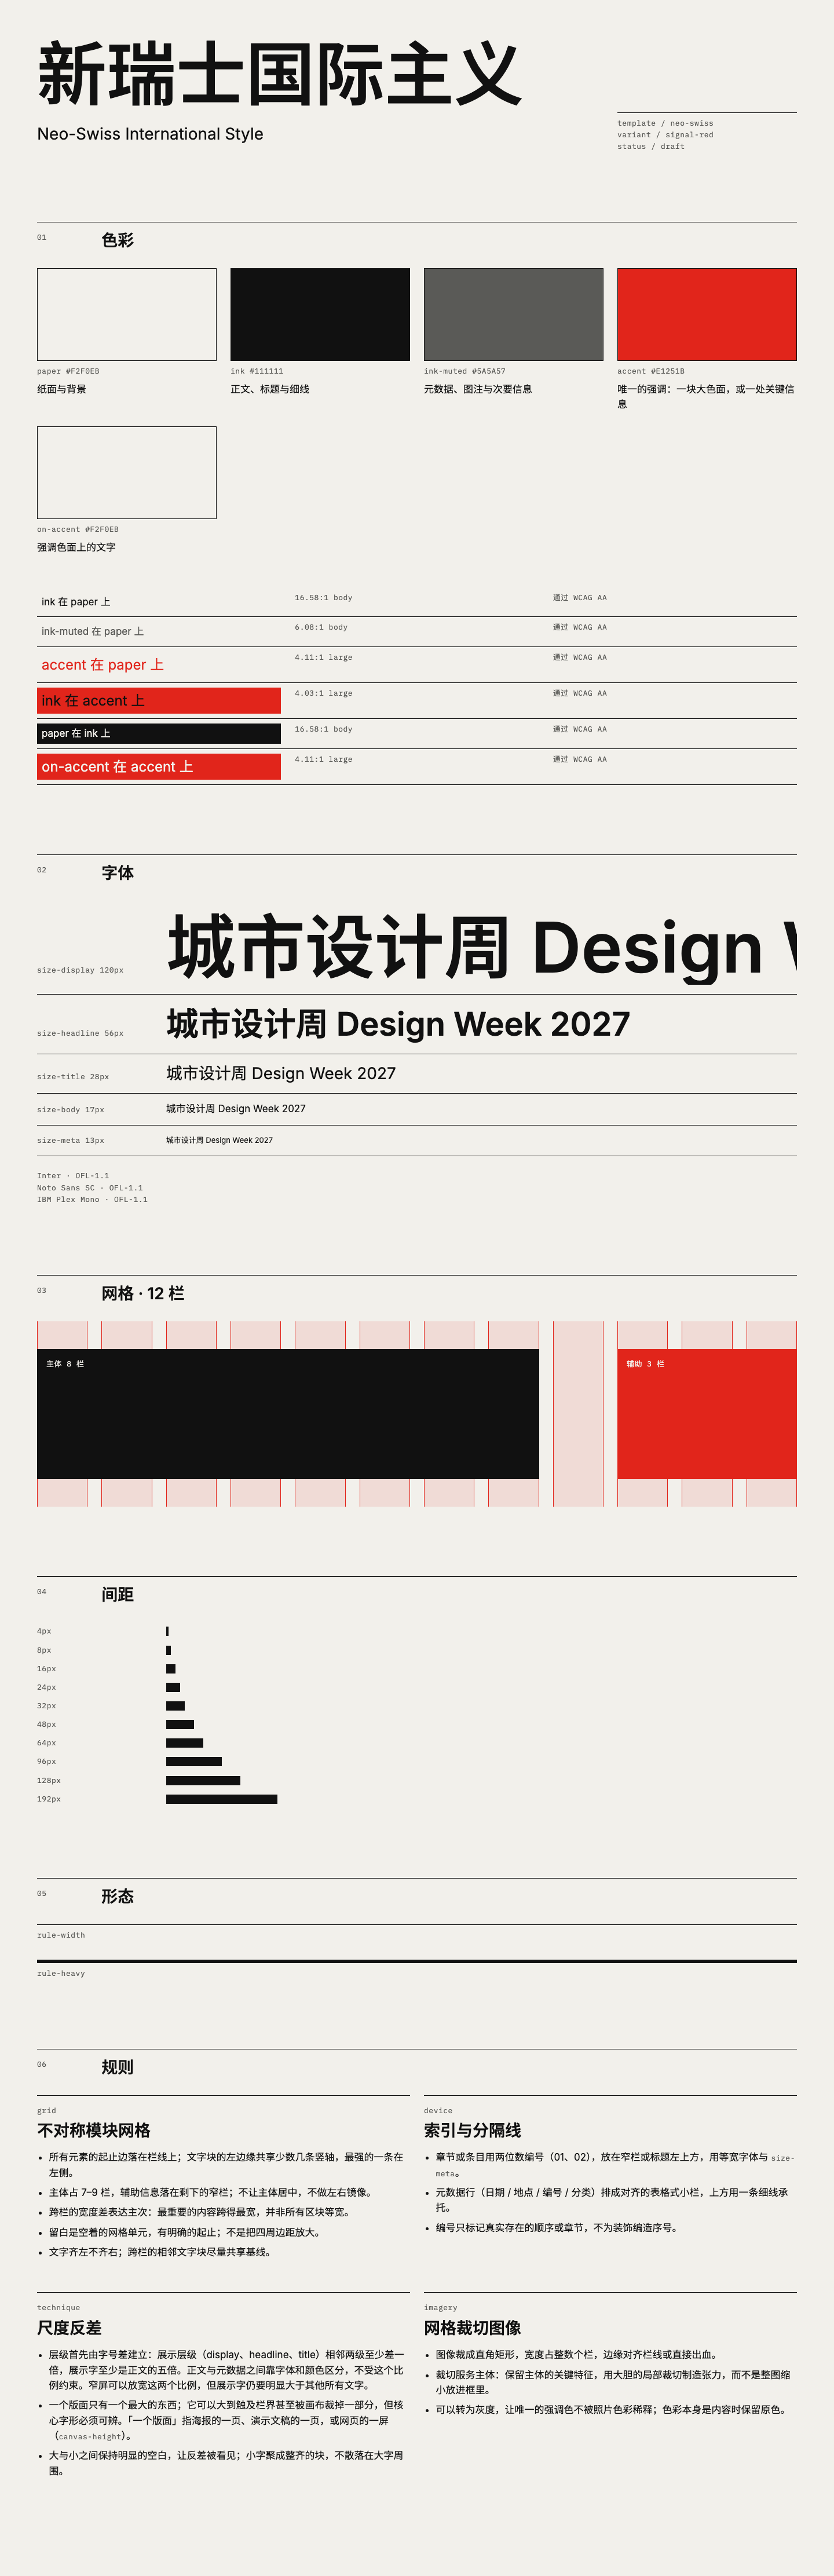 新瑞士国际主义
Neo-Swiss International Style
template / neo-swiss
variant / signal-red
status / draft
01
色彩
paper #F2F0EB
纸面与背景
ink #111111
正文、标题与细线
ink-muted #5A5A57
元数据、图注与次要信息
accent #E1251B
唯一的强调：一块大色面，或一处关键信
息
on-accent #F2F0EB
强调色面上的文字
ink 在 paper 上
16.58:1 body
通过 WCAG AA
ink-muted 在 paper 上
6.08:1 body
通过 WCAG AA
accent 在 paper 上
4.11:1 large
通过 WCAG AA
ink 在 accent 上
4.03:1 large
通过 WCAG AA
paper 在 ink 上
16.58:1 body
通过 WCAG AA
on-accent 在 accent 上
4.11:1 large
通过 WCAG AA
02
字体
size-display 120px
城市设计周 Design
size-headline 56px
城市设计周 Design Week 2027
size-title 28px
城市设计周 Design Week 2027
size-body 17px
城市设计周 Design Week 2027
size-meta 13px
城市设计周 Design Week 2027
Inter · OFL-1.1
Noto Sans SC · OFL-1.1
IBM Plex Mono · OFL-1.1
03
网格 · 12 栏
主体 8 栏
辅助 3 栏
04
间距
4px
8px
16px
24px
32px
48px
64px
96px
128px
192px
05
形态
rule-width
rule-heavy
06
规则
grid
不对称模块网格
• 所有元素的起止边落在栏线上；文字块的左边缘共享少数几条竖轴，最强的一条在
左侧。
• 主体占 7–9 栏，辅助信息落在剩下的窄栏；不让主体居中，不做左右镜像。
• 跨栏的宽度差表达主次：最重要的内容跨得最宽，并非所有区块等宽。
• 留白是空着的网格单元，有明确的起止；不是把四周边距放大。
• 文字齐左不齐右；跨栏的相邻文字块尽量共享基线。
device
索引与分隔线
• 章节或条目用两位数编号（01、02），放在窄栏或标题左上方，用等宽字体与 size-
meta。
• 元数据行（日期 / 地点 / 编号 / 分类）排成对齐的表格式小栏，上方用一条细线承
托。
• 编号只标记真实存在的顺序或章节，不为装饰编造序号。
technique
尺度反差
• 层级首先由字号差建立：展示层级（display、headline、title）相邻两级至少差一
倍，展示字至少是正文的五倍。正文与元数据之间靠字体和颜色区分，不受这个比
例约束。窄屏可以放宽这两个比例，但展示字仍要明显大于其他所有文字。
• 一个版面只有一个最大的东西；它可以大到触及栏界甚至被画布裁掉一部分，但核
心字形必须可辨。「一个版面」指海报的一页、演示文稿的一页，或网页的一屏
（canvas-height）。
• 大与小之间保持明显的空白，让反差被看见；小字聚成整齐的块，不散落在大字周
围。
imagery
网格裁切图像
• 图像裁成直角矩形，宽度占整数个栏，边缘对齐栏线或直接出血。
• 裁切服务主体：保留主体的关键特征，用大胆的局部裁切制造张力，而不是整图缩
小放进框里。
• 可以转为灰度，让唯一的强调色不被照片色彩稀释；色彩本身是内容时保留原色。